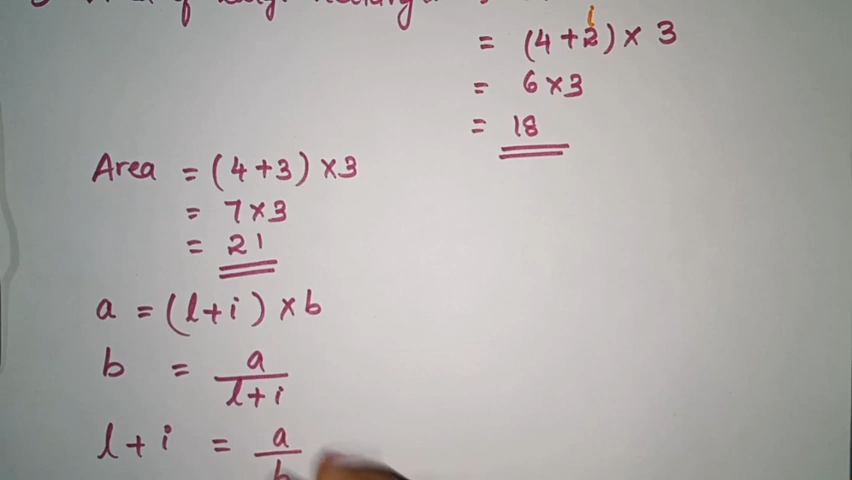 = (4+2) × 3
i
= 6 × 3
= 18
Area = (4+3) × 3
= 7 × 3
= 21
a = (l+i) × b
b = a / l+i
l+i = a / b